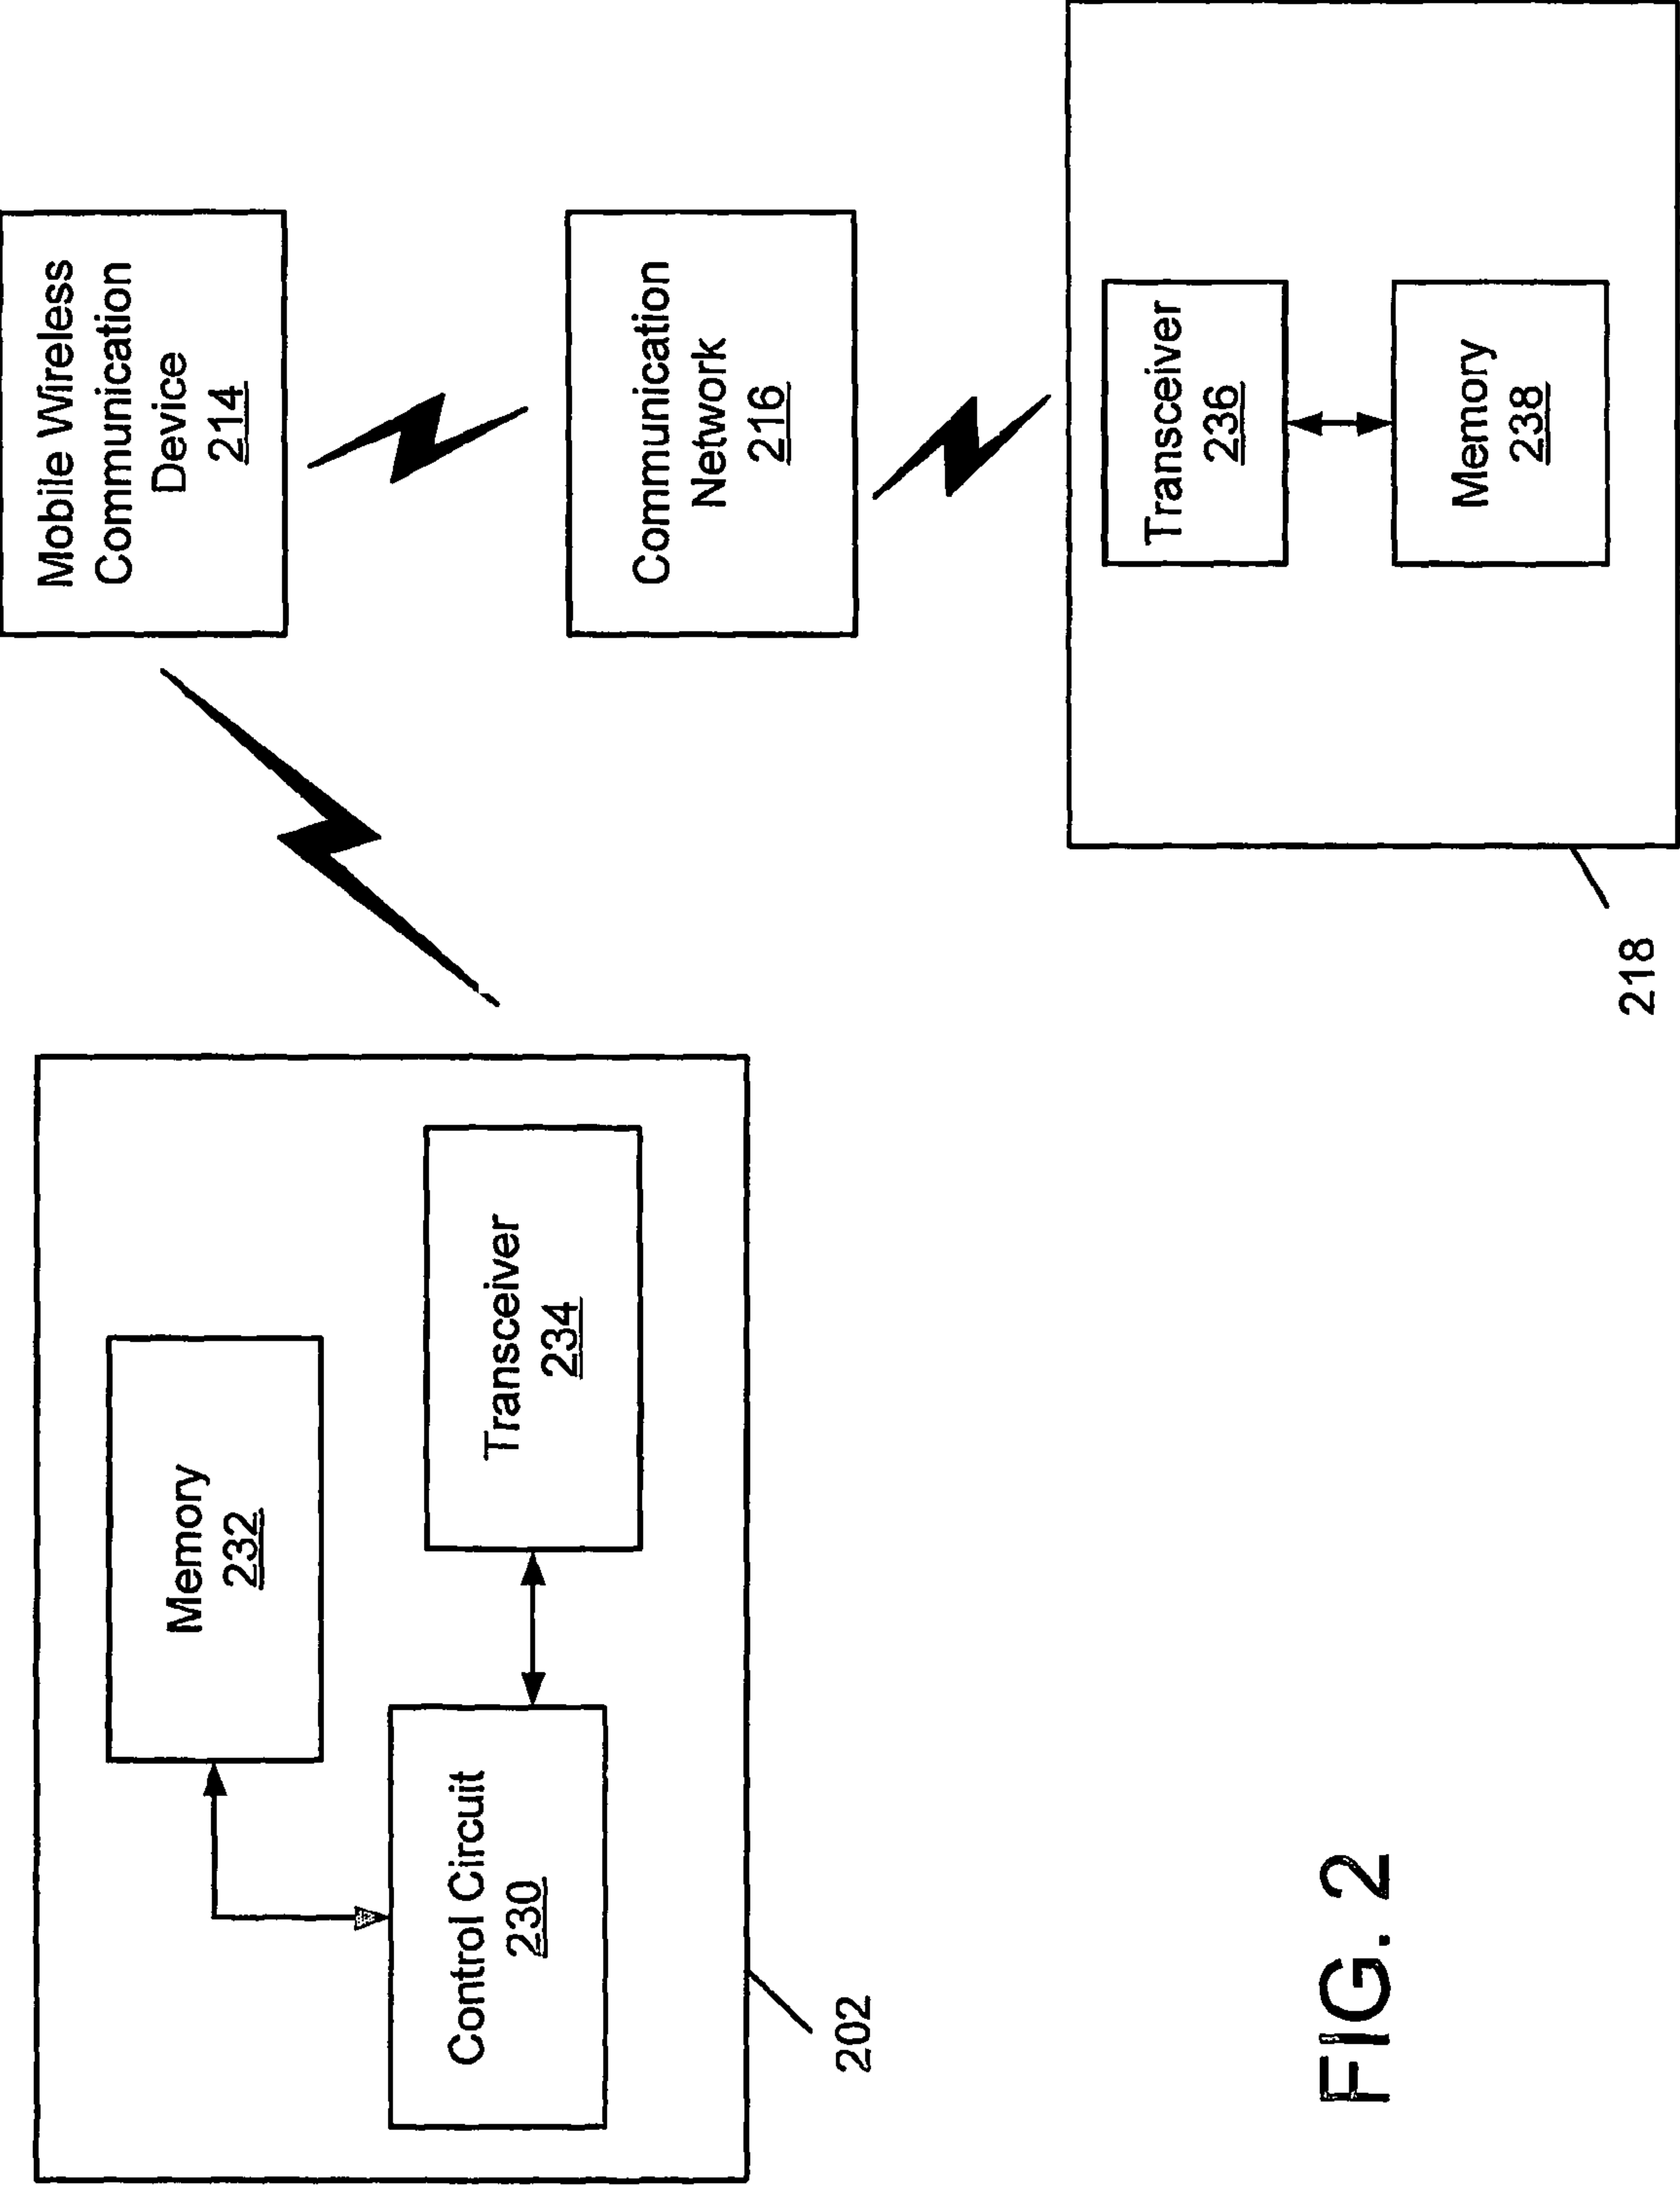 Memory
232
Control Circuit
230
Transceiver
234
202
Mobile Wireless
Communication
Device
214
Communication
Network
216
Transceiver
236
Memory
238
218
FIG. 2